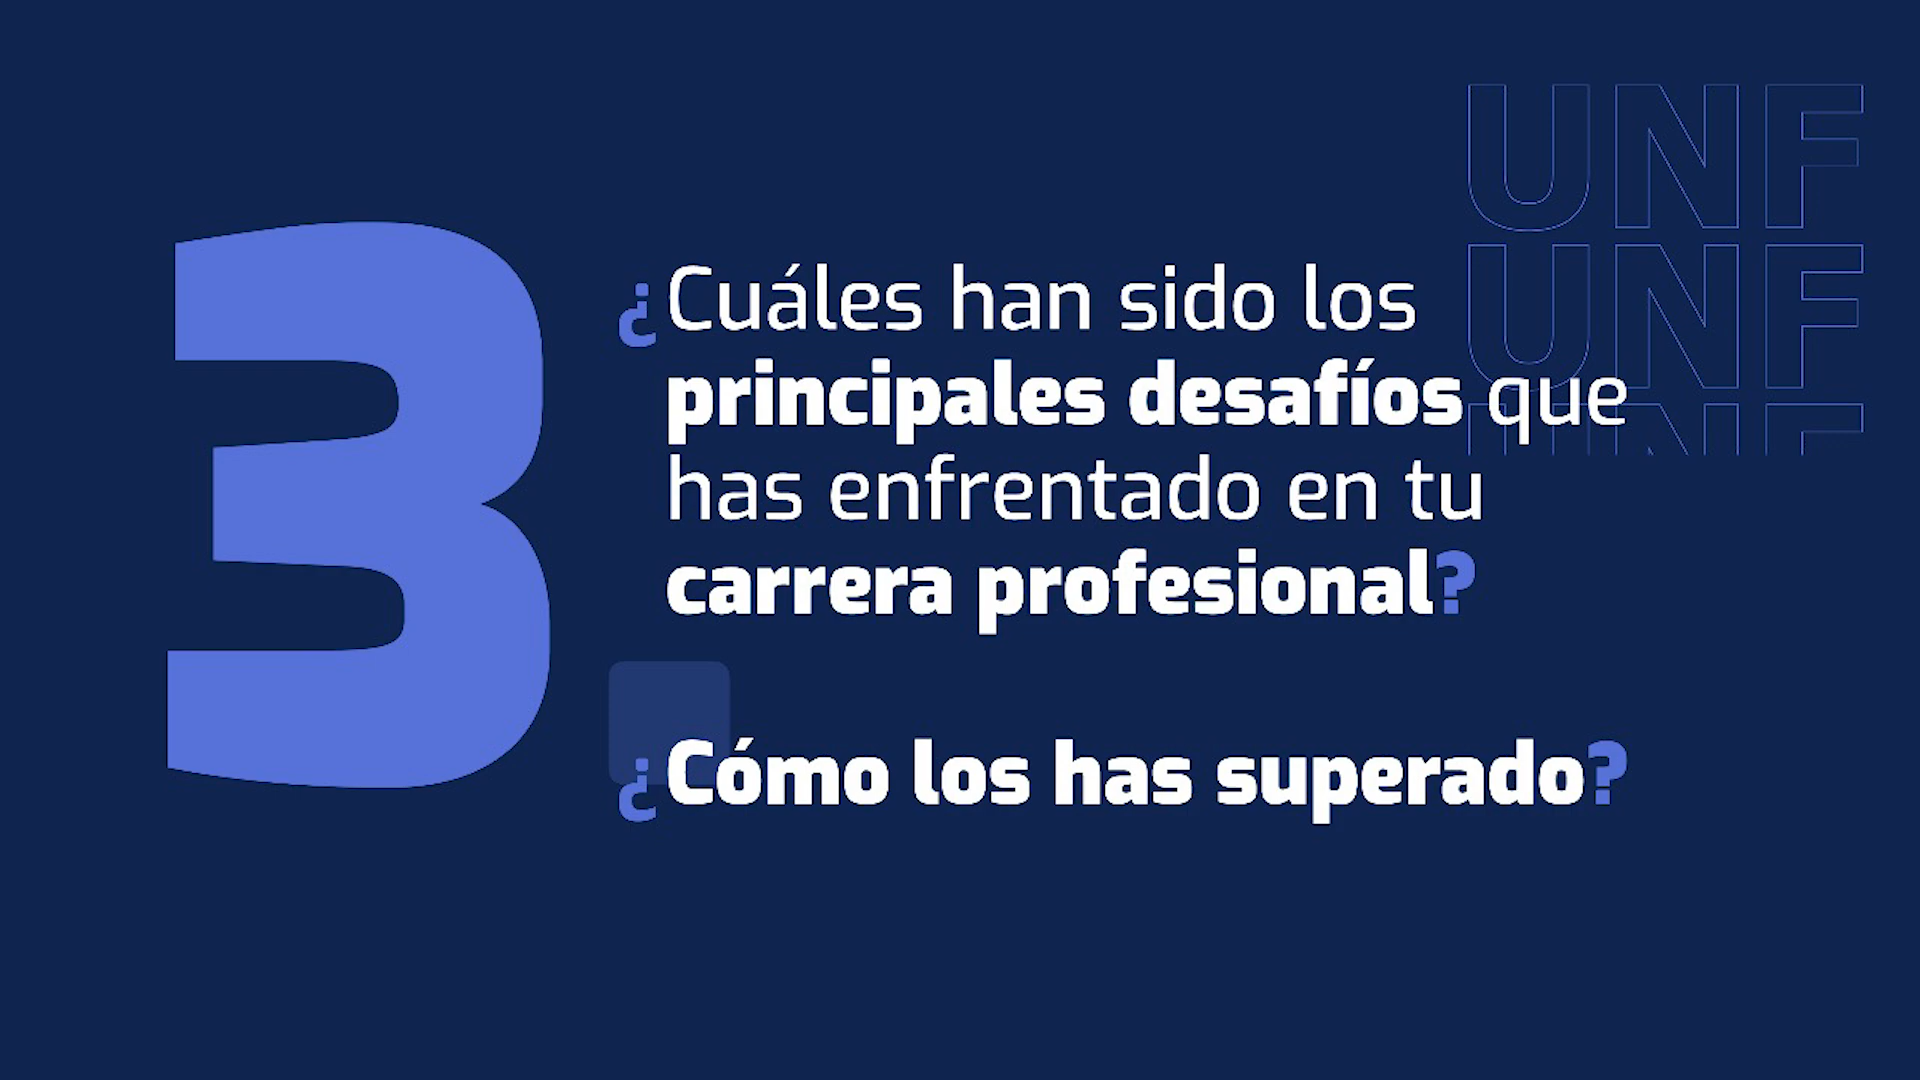 3
¿Cuáles han sido los
principales desafíos que
has enfrentado en tu
carrera profesional?
¿Cómo los has superado?
UNF
UNF
UNF